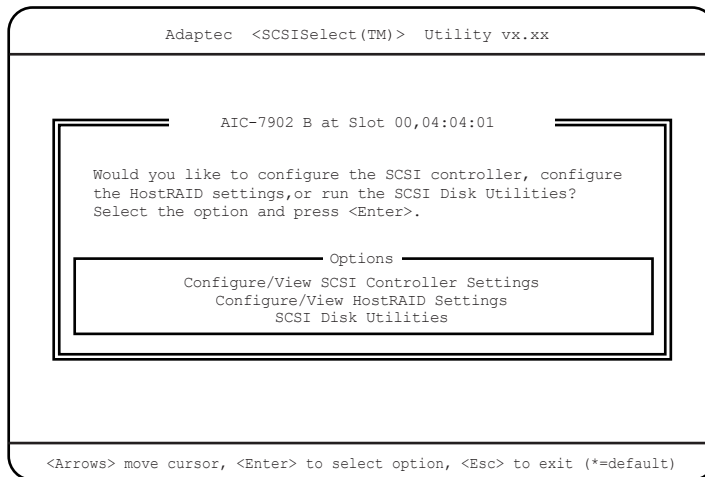 Adaptec <SCSISelect(TM)> Utility vx.xx
AIC-7902 B at Slot 00,04:04:01
Would you like to configure the SCSI controller, configure
the HostRAID settings,or run the SCSI Disk Utilities?
Select the option and press <Enter>.
Options
Configure/View SCSI Controller Settings
Configure/View HostRAID Settings
SCSI Disk Utilities
<Arrows> move cursor, <Enter> to select option, <Esc> to exit (*=default)